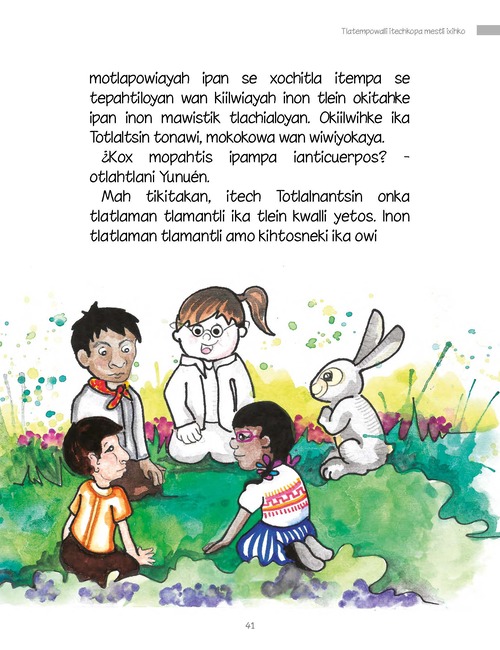 Tlatempowalli itechkopa mestli ixihko
motlapowiayah ipan se xochitla itempa se
tepahtiloyan wan kiilwiayah inon tlein okitahke
ipan inon mawistik tlachialoyan. Okiilwihke ika
Totlaltsin tonawi, mokokowa wan wiwiyokaya.
¿Kox mopahtis ipampa ianticuerpos? -
otlahtlani Yunuén.
Mah tikitakan, itech Totlalnantsin onka
tlatlaman tlamantli ika tlein kwalli yetos. Inon
tlatlaman tlamantli amo kihtosneki ika owi
41